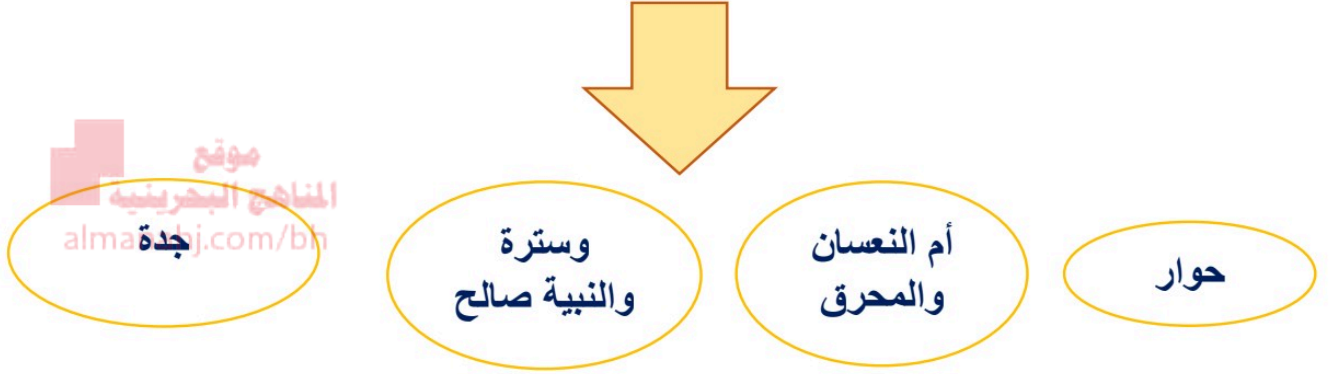 موقع
المناهج البحرينية
almanahj.com/bh
حوار
أم النعسان
والمحرق
وسترة
والنبية صالح
جدة